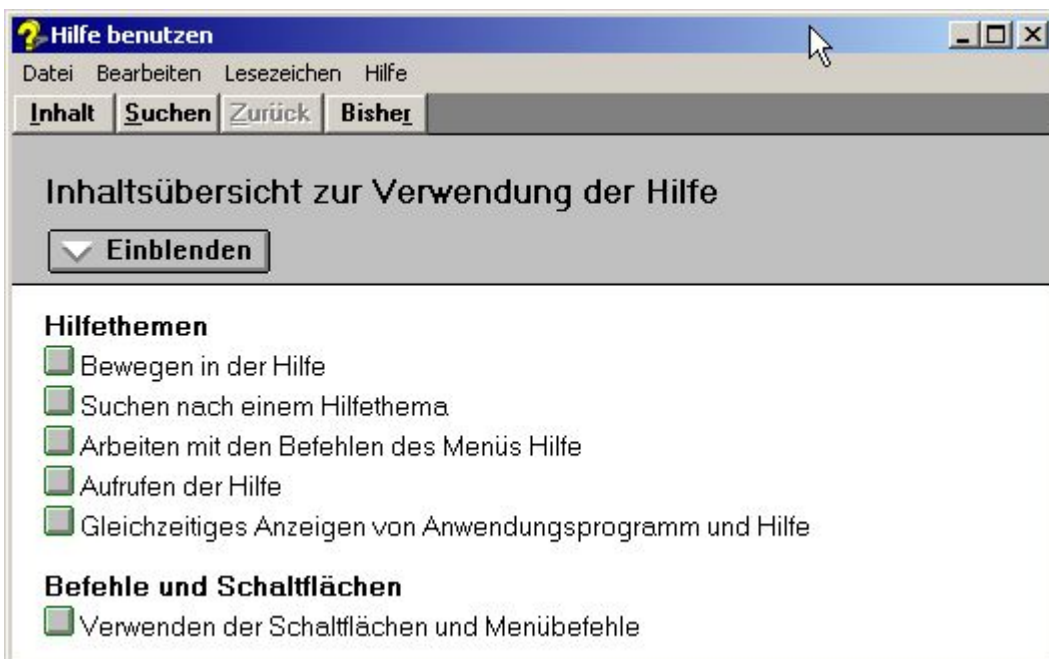 Hilfe benutzen
Datei Bearbeiten Lesezeichen Hilfe
Inhalt Suchen Zurück Bisher
Inhaltsübersicht zur Verwendung der Hilfe
Einblenden
Hilfethemen
Bewegen in der Hilfe
Suchen nach einem Hilfethema
Arbeiten mit den Befehlen des Menüs Hilfe
Aufrufen der Hilfe
Gleichzeitiges Anzeigen von Anwendungsprogramm und Hilfe
Befehle und Schaltflächen
Verwenden der Schaltflächen und Menübefehle